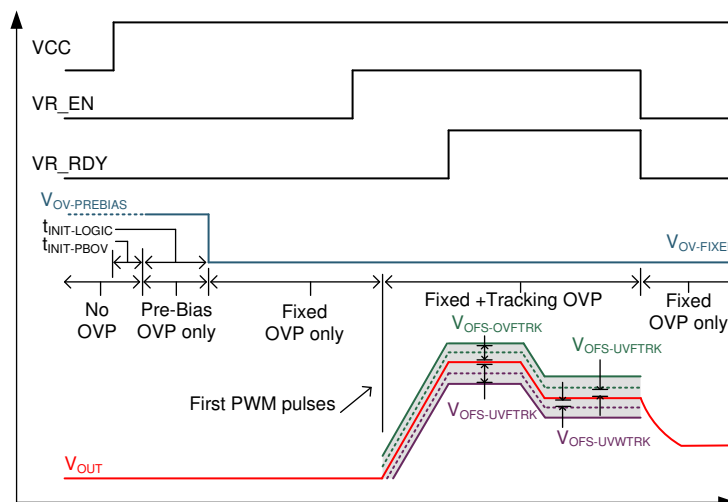 VCC
VR_EN
VR_RDY
VOV-PREBIAS
tINIT-LOGIC
tINIT-PBOV
VOV-FIXED
No
OVP
Pre-Bias
OVP only
Fixed
OVP only
Fixed +Tracking OVP
Fixed
OVP only
VOFS-OVFTRK
VOFS-UVFTRK
First PWM pulses
VOFS-UVFTRK
VOFS-UVWTRK
VOUT